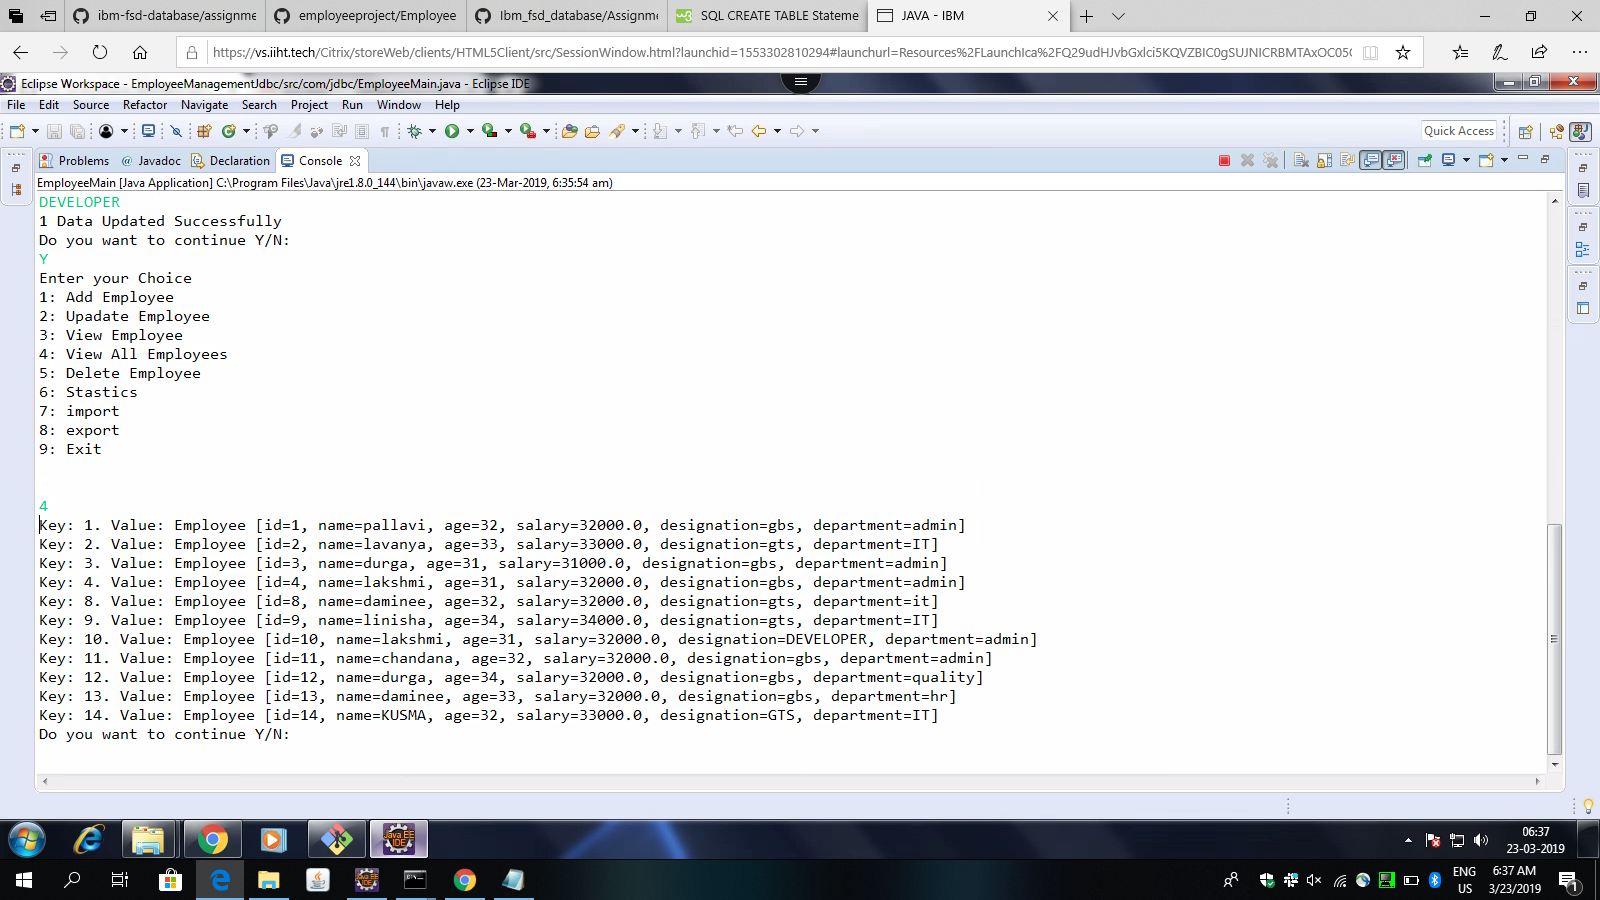 ibm-fsd-database/assignme
employeeproject/Employee
Ibm_fsd_database/Assignm
SQL CREATE TABLE Stateme
JAVA - IBM
Eclipse Workspace - EmployeeManagementJdbc/src/com/jdbc/EmployeeMain.java - Eclipse IDE
File Edit Source Refactor Navigate Search Project Run Window Help
Quick Access
Problems @ Javadoc Declaration Console
EmployeeMain [Java Application] C:\Program Files\Java\jre1.8.0_144\bin\javaw.exe (23-Mar-2019, 6:35:54 am)
DEVELOPER
1 Data Updated Successfully
Do you want to continue Y/N:
Y
Enter your Choice
1: Add Employee
2: Upadate Employee
3: View Employee
4: View All Employees
5: Delete Employee
6: Stastics
7: import
8: export
9: Exit
4
Key: 1. Value: Employee [id=1, name=pallavi, age=32, salary=32000.0, designation=gbs, department=admin]
Key: 2. Value: Employee [id=2, name=lavanya, age=33, salary=33000.0, designation=gts, department=IT]
Key: 3. Value: Employee [id=3, name=durga, age=31, salary=31000.0, designation=gbs, department=admin]
Key: 4. Value: Employee [id=4, name=lakshmi, age=31, salary=32000.0, designation=gbs, department=admin]
Key: 8. Value: Employee [id=8, name=daminee, age=32, salary=32000.0, designation=gts, department=it]
Key: 9. Value: Employee [id=9, name=linisha, age=34, salary=34000.0, designation=gts, department=IT]
Key: 10. Value: Employee [id=10, name=lakshmi, age=31, salary=32000.0, designation=DEVELOPER, department=admin]
Key: 11. Value: Employee [id=11, name=chandana, age=32, salary=32000.0, designation=gbs, department=admin]
Key: 12. Value: Employee [id=12, name=durga, age=34, salary=32000.0, designation=gbs, department=quality]
Key: 13. Value: Employee [id=13, name=daminee, age=33, salary=32000.0, designation=gbs, department=hr]
Key: 14. Value: Employee [id=14, name=KUSMA, age=32, salary=33000.0, designation=GTS, department=IT]
Do you want to continue Y/N:
Java EE
IDE
06:37
23-03-2019
ENG
US
6:37 AM
3/23/2019
1